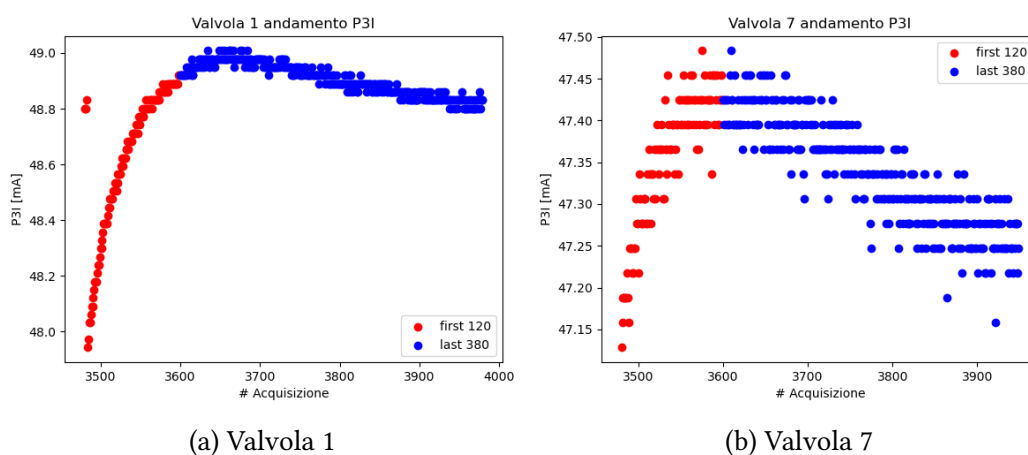 Valvola 1 andamento P3I
49.0
48.8
48.6
48.4
48.2
48.0
P3I [mA]
first 120
last 380
3500 3600 3700 3800 3900 4000
# Acquisizione
(a) Valvola 1
Valvola 7 andamento P3I
47.50
47.45
47.40
47.35
47.30
47.25
47.20
47.15
P3I [mA]
first 120
last 380
3500 3600 3700 3800 3900
# Acquisizione
(b) Valvola 7